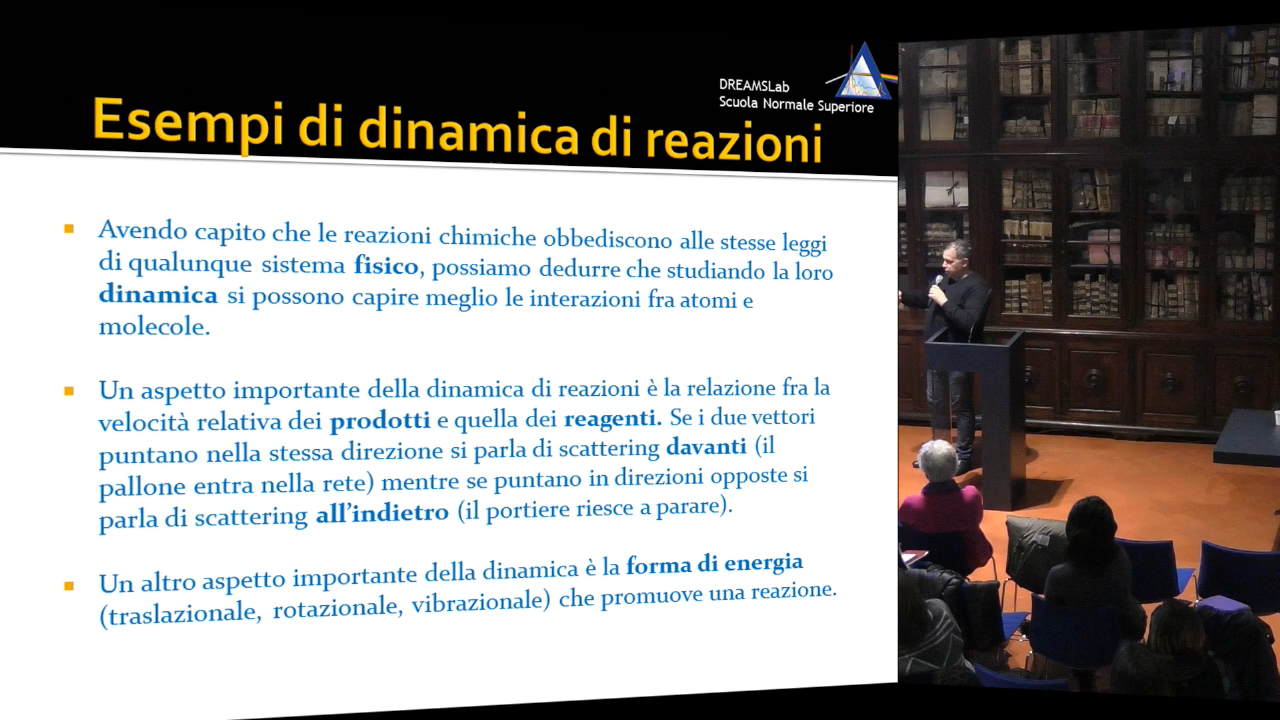 DREAMSLab
Scuola Normale Superiore
Esempi di dinamica di reazioni
Avendo capito che le reazioni chimiche obbediscono alle stesse leggi
di qualunque sistema fisico, possiamo dedurre che studiando la loro
dinamica si possono capire meglio le interazioni fra atomi e
molecole.
Un aspetto importante della dinamica di reazioni è la relazione fra la
velocità relativa dei prodotti e quella dei reagenti. Se i due vettori
puntano nella stessa direzione si parla di scattering davanti (il
pallone entra nella rete) mentre se puntano in direzioni opposte si
parla di scattering all’indietro (il portiere riesce a parare).
Un altro aspetto importante della dinamica è la forma di energia
(traslazionale, rotazionale, vibrazionale) che promuove una reazione.